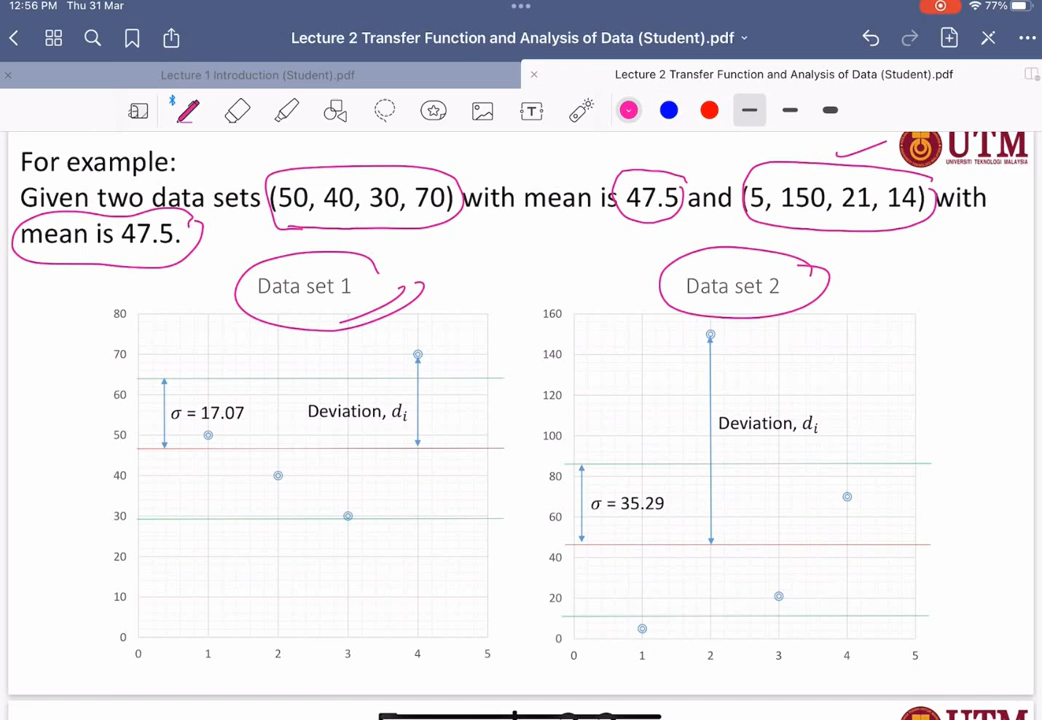 12:56 PM Thu 31 Mar
77%
Lecture 2 Transfer Function and Analysis of Data (Student).pdf
Lecture 1 Introduction (Student).pdf
Lecture 2 Transfer Function and Analysis of Data (Student).pdf
UTM
UNIVERSITI TEKNOLOGI MALAYSIA
For example:
Given two data sets (50, 40, 30, 70) with mean is 47.5 and (5, 150, 21, 14) with
mean is 47.5.
Data set 1
80
70
60
50
40
30
20
10
0
0 1 2 3 4 5
σ = 17.07
Deviation, dᵢ
Data set 2
160
140
120
100
80
60
40
20
0
0 1 2 3 4 5
Deviation, dᵢ
σ = 35.29